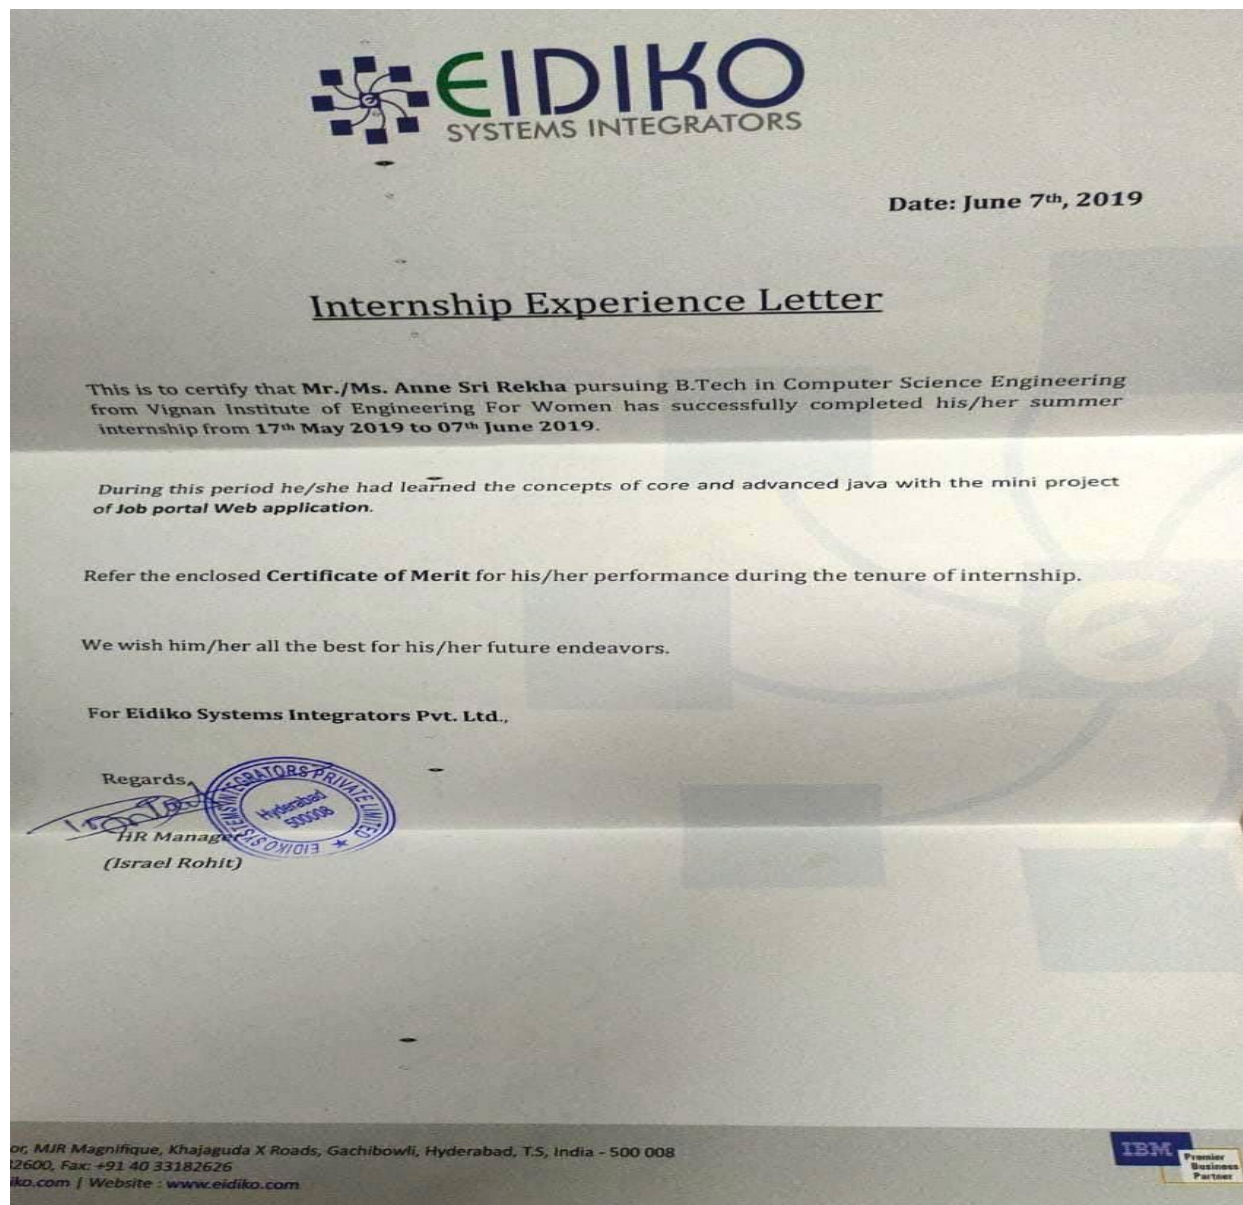 EIDIKO
SYSTEMS INTEGRATORS
Date: June 7th, 2019
Internship Experience Letter
This is to certify that Mr./Ms. Anne Sri Rekha pursuing B.Tech in Computer Science Engineering
from Vignan Institute of Engineering For Women has successfully completed his/her summer
internship from 17th May 2019 to 07th June 2019.
During this period he/she had learned the concepts of core and advanced java with the mini project
of Job portal Web application.
Refer the enclosed Certificate of Merit for his/her performance during the tenure of internship.
We wish him/her all the best for his/her future endeavors.
For Eidiko Systems Integrators Pvt. Ltd.,
Regards,
EIDIKO SYSTEMS INTEGRATORS PRIVATE LIMITED
Hyderabad
500008
HR Manager
(Israel Rohit)
or, MJR Magnifique, Khajaguda X Roads, Gachibowli, Hyderabad, T.S, India - 500 008
2600, Fax: +91 40 33182626
iko.com | Website : www.eidiko.com
IBM
Premier
Business
Partner